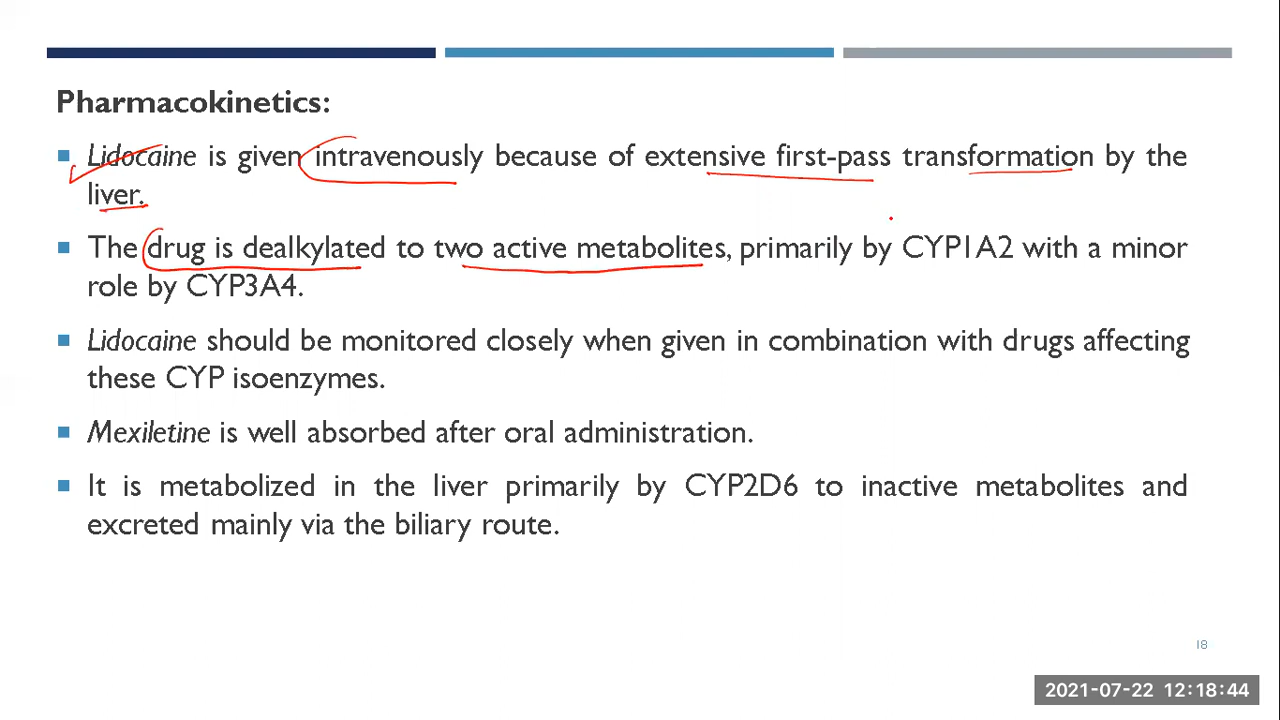 Pharmacokinetics:
Lidocaine is given intravenously because of extensive first-pass transformation by the
liver.
The drug is dealkylated to two active metabolites, primarily by CYP1A2 with a minor
role by CYP3A4.
Lidocaine should be monitored closely when given in combination with drugs affecting
these CYP isoenzymes.
Mexiletine is well absorbed after oral administration.
It is metabolized in the liver primarily by CYP2D6 to inactive metabolites and
excreted mainly via the biliary route.
18
2021-07-22 12:18:44